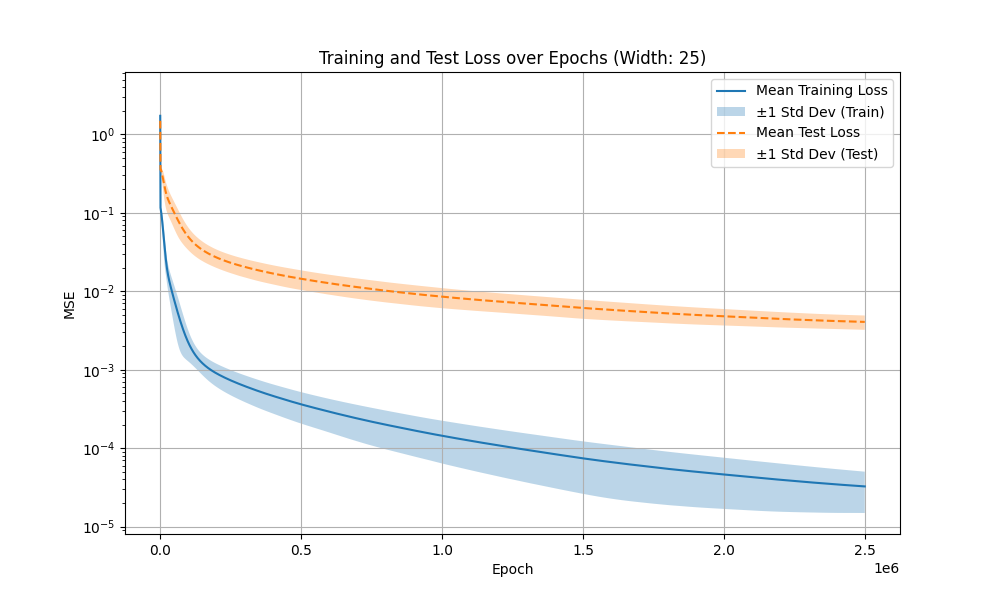 Training and Test Loss over Epochs (Width: 25)
Mean Training Loss
±1 Std Dev (Train)
Mean Test Loss
±1 Std Dev (Test)
MSE
10⁰
10⁻¹
10⁻²
10⁻³
10⁻⁴
10⁻⁵
0.0 0.5 1.0 1.5 2.0 2.5
1e6
Epoch